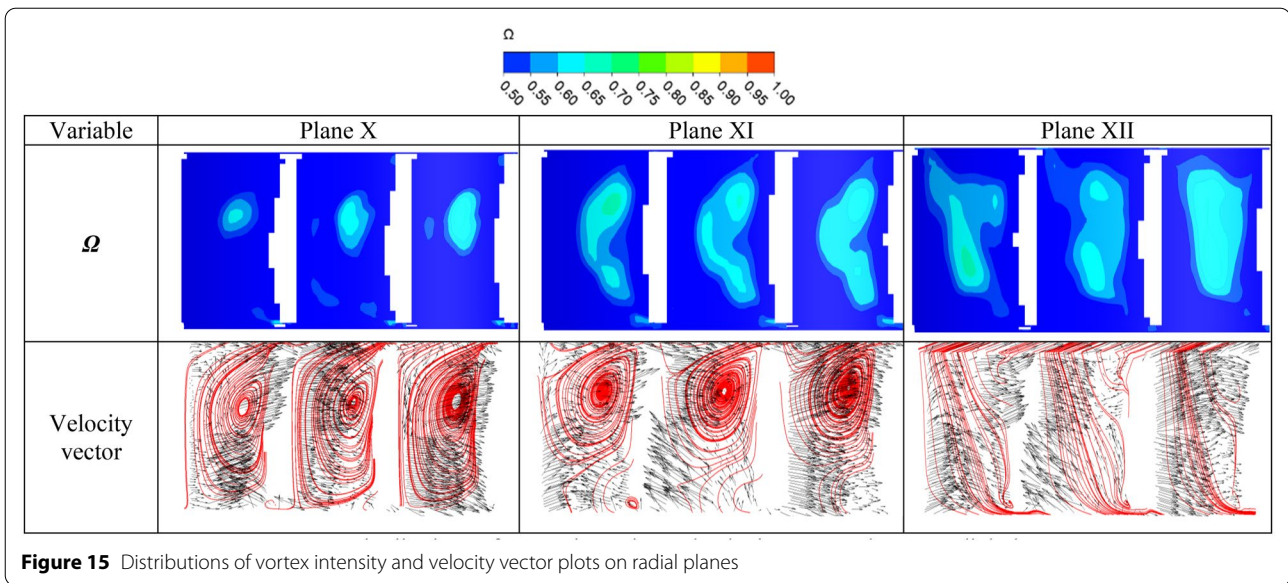 Ω
0.50 0.55 0.60 0.65 0.70 0.75 0.80 0.85 0.90 0.95 1.00
Variable Plane X Plane XI Plane XII
Ω
Velocity
vector
Figure 15 Distributions of vortex intensity and velocity vector plots on radial planes